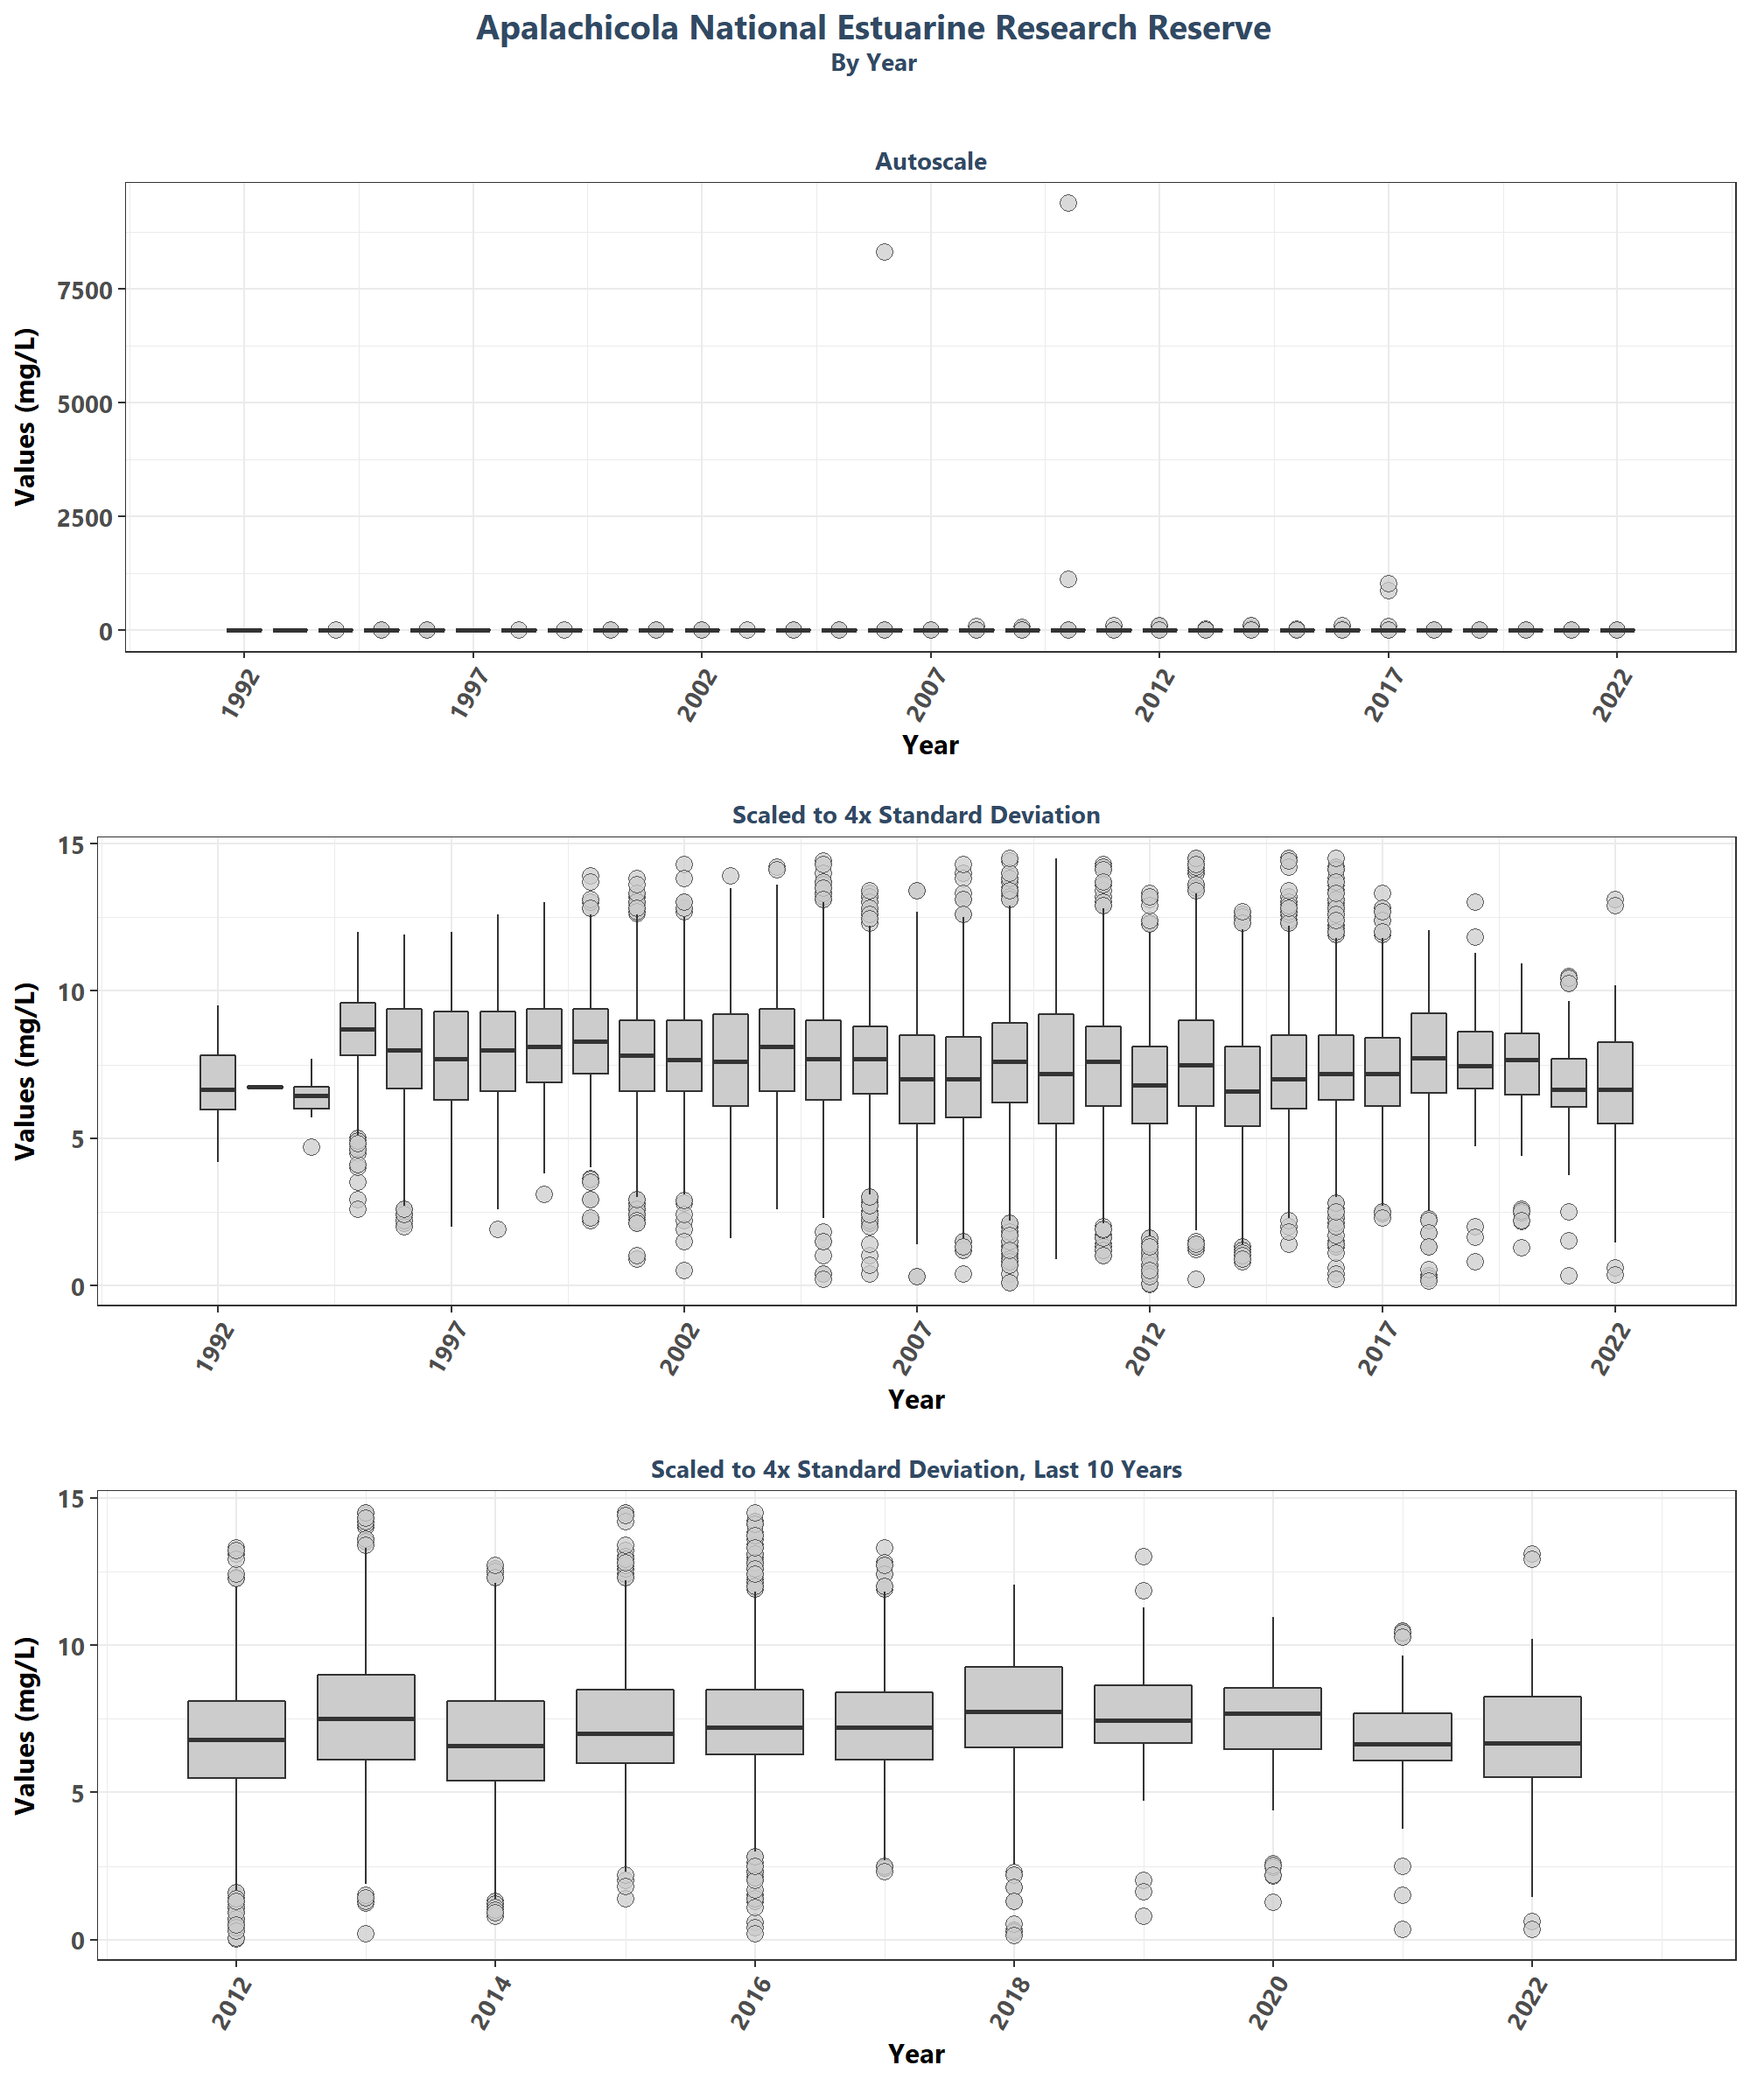 Apalachicola National Estuarine Research Reserve
By Year
Autoscale
Values (mg/L)
7500
5000
2500
0
1992 1997 2002 2007 2012 2017 2022
Year
Scaled to 4x Standard Deviation
Values (mg/L)
15
10
5
0
1992 1997 2002 2007 2012 2017 2022
Year
Scaled to 4x Standard Deviation, Last 10 Years
Values (mg/L)
15
10
5
0
2012 2014 2016 2018 2020 2022
Year